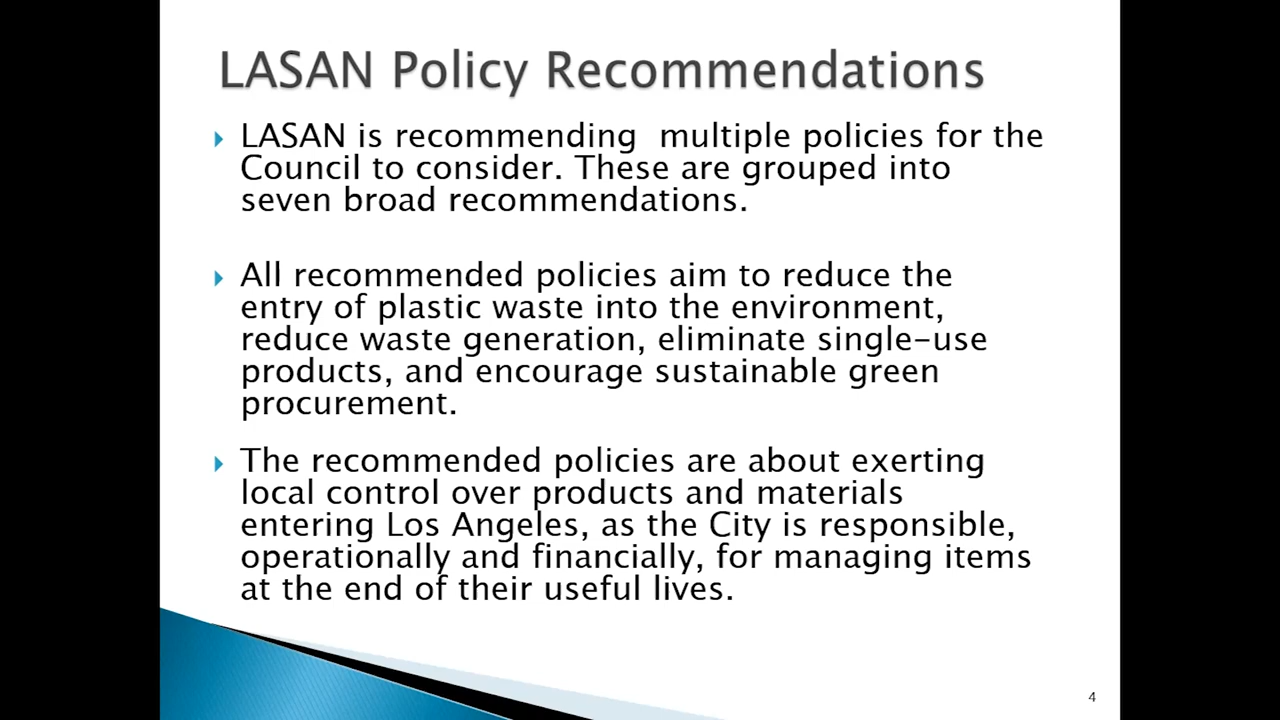 LASAN Policy Recommendations
LASAN is recommending  multiple policies for the
Council to consider. These are grouped into
seven broad recommendations.
All recommended policies aim to reduce the
entry of plastic waste into the environment,
reduce waste generation, eliminate single-use
products, and encourage sustainable green
procurement.
The recommended policies are about exerting
local control over products and materials
entering Los Angeles, as the City is responsible,
operationally and financially, for managing items
at the end of their useful lives.
4